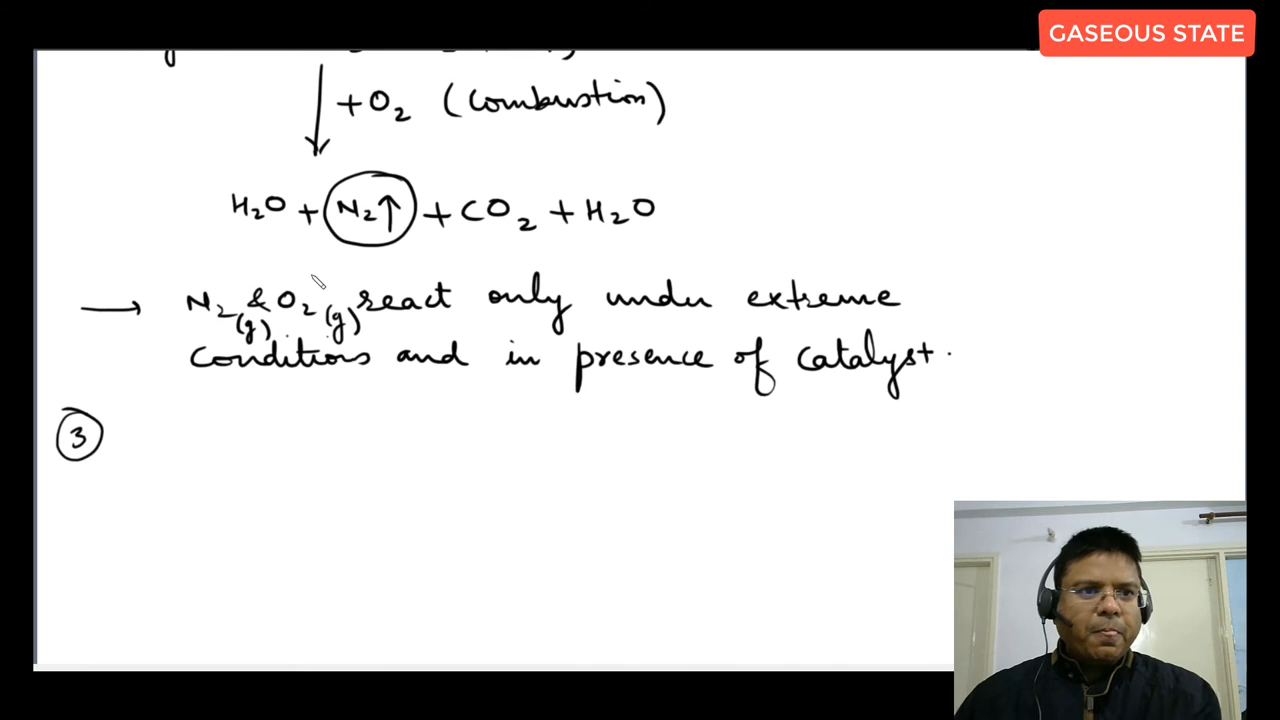 GASEOUS STATE
+O₂ (Combustion)
H₂O + N₂↑ + CO₂ + H₂O
→ N₂(g) & O₂(g) react only under extreme
conditions and in presence of catalyst.
3